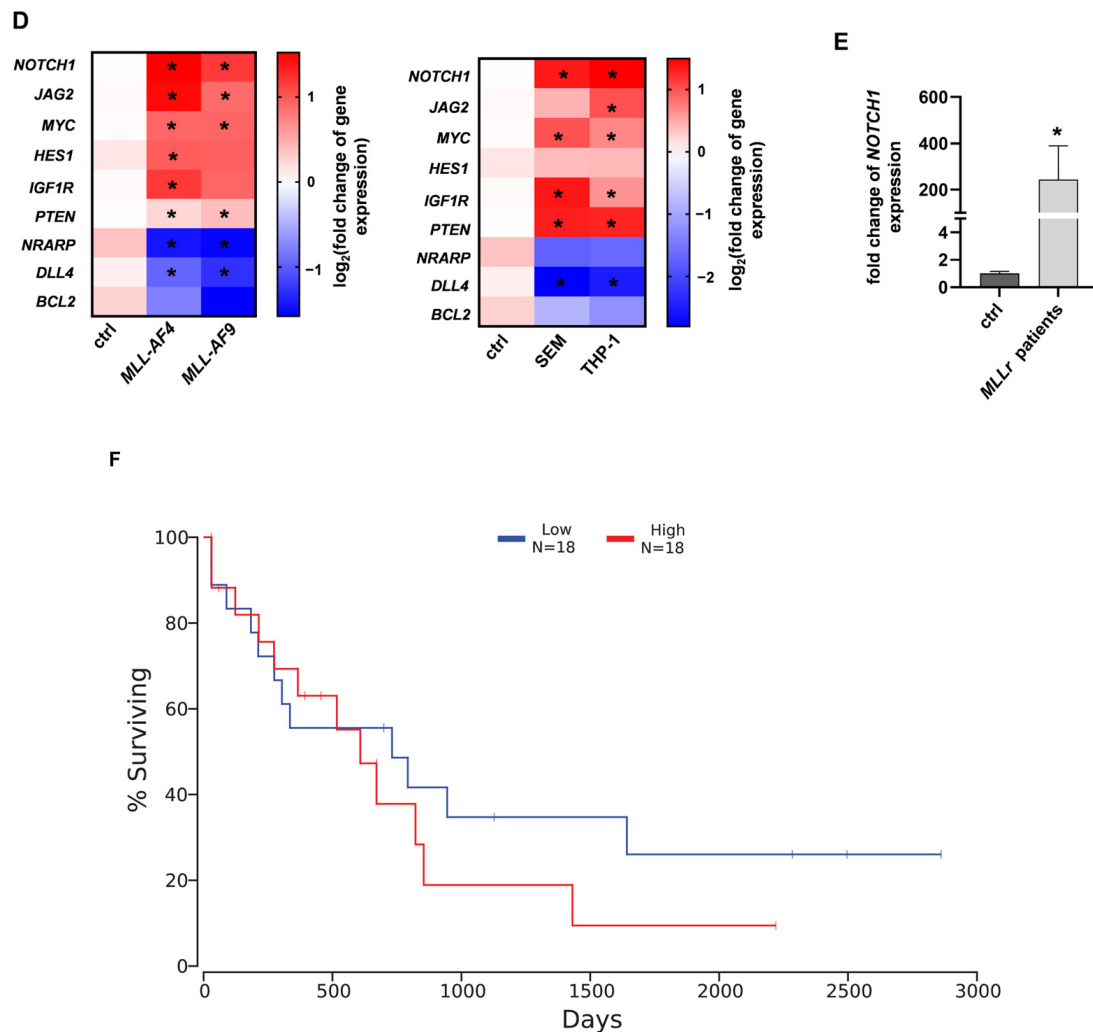 D
NOTCH1 * *
JAG2 * *
MYC * *
HES1 *
IGF1R *
PTEN * *
NRARP * *
DLL4 * *
BCL2
ctrl
MLL-AF4
MLL-AF9
1
0
−1
log2(fold change of gene
expression)
NOTCH1 * *
JAG2 *
MYC * *
HES1
IGF1R * *
PTEN * *
NRARP
DLL4 * *
BCL2
ctrl
SEM
THP-1
1
0
−1
−2
log2(fold change of gene
expression)
E
fold change of NOTCH1
expression
600
400
200
6
4
2
0
*
ctrl
MLLr patients
F
Low
N=18
High
N=18
% Surviving
100
80
60
40
20
0
0 500 1000 1500 2000 2500 3000
Days